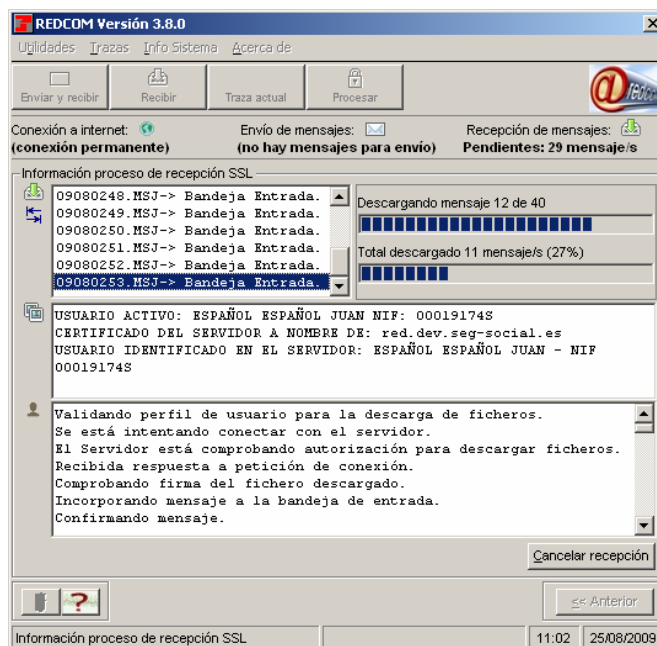 REDCOM Versión 3.8.0
Utilidades Trazas Info Sistema Acerca de
Enviar y recibir Recibir Traza actual Procesar
Conexión a internet: Envío de mensajes: Recepción de mensajes:
(conexión permanente) (no hay mensajes para envío) Pendientes: 29 mensaje/s
Información proceso de recepción SSL
09080248.MSJ-> Bandeja Entrada.
09080249.MSJ-> Bandeja Entrada.
09080250.MSJ-> Bandeja Entrada.
09080251.MSJ-> Bandeja Entrada.
09080252.MSJ-> Bandeja Entrada.
09080253.MSJ-> Bandeja Entrada.
Descargando mensaje 12 de 40
Total descargado 11 mensaje/s (27%)
USUARIO ACTIVO: ESPAÑOL ESPAÑOL JUAN NIF: 00019174S
CERTIFICADO DEL SERVIDOR A NOMBRE DE: red.dev.seg-social.es
USUARIO IDENTIFICADO EN EL SERVIDOR: ESPAÑOL ESPAÑOL JUAN - NIF
00019174S
Validando perfil de usuario para la descarga de ficheros.
Se está intentando conectar con el servidor.
El Servidor está comprobando autorización para descargar ficheros.
Recibida respuesta a petición de conexión.
Comprobando firma del fichero descargado.
Incorporando mensaje a la bandeja de entrada.
Confirmando mensaje.
Cancelar recepción
<< Anterior
Información proceso de recepción SSL 11:02 25/08/2009